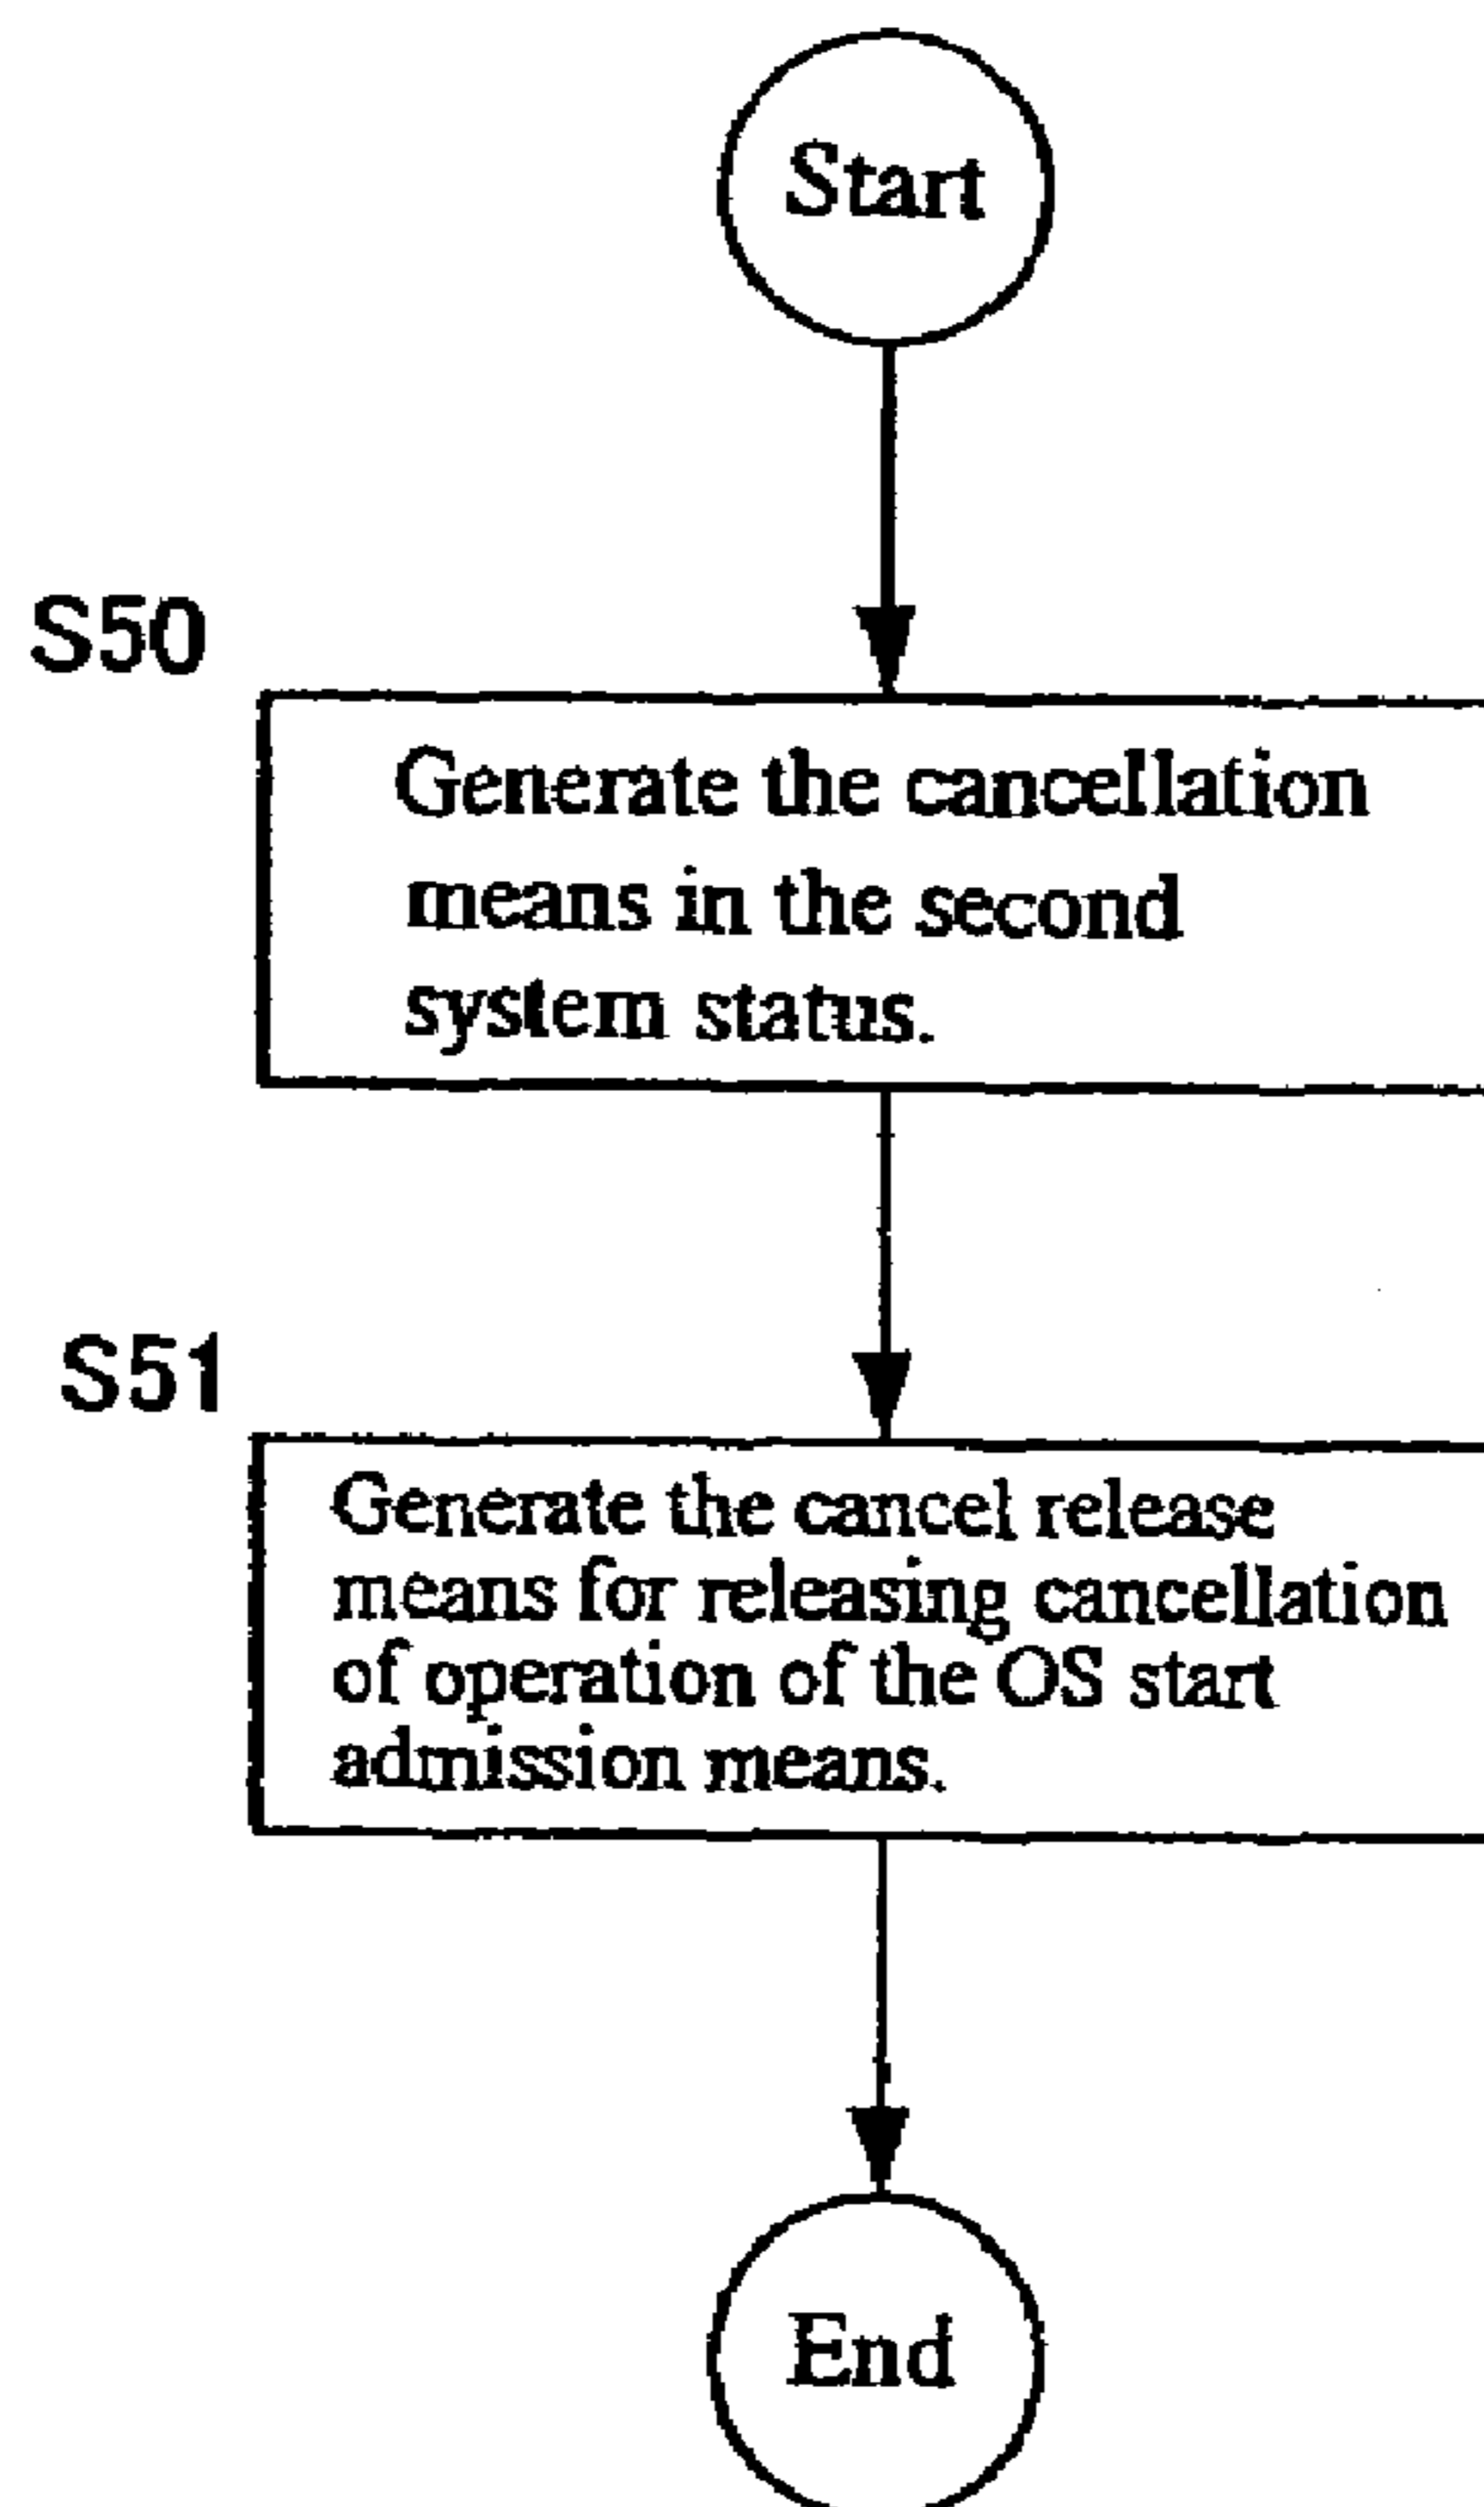 Start
S50
Generate the cancellation
means in the second
system status.
S51
Generate the cancel release
means for releasing cancellation
of operation of the OS start
admission means.
End